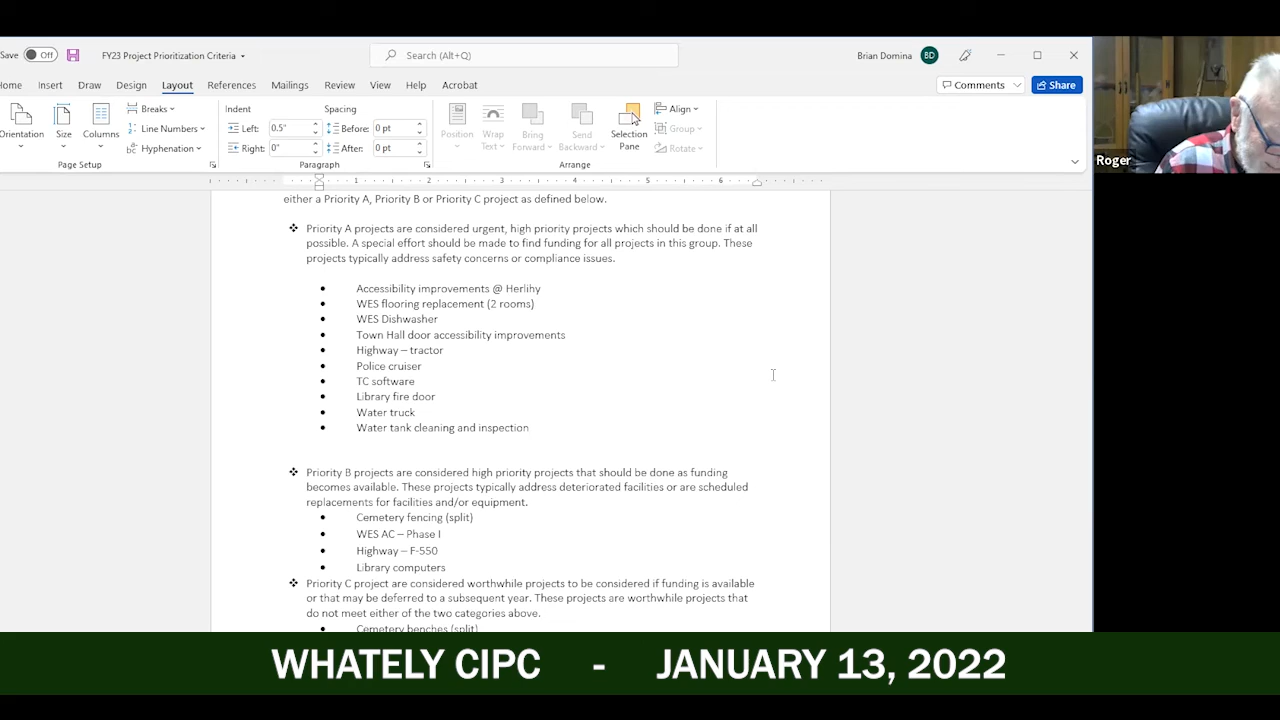 Save Off FY23 Project Prioritization Criteria Search (Alt+Q) Brian Domina BD
Insert Draw Design Layout References Mailings Review View Help Acrobat Comments Share
Orientation Size Columns Breaks Line Numbers Hyphenation
Page Setup
Indent Spacing
Left: 0.5" Before: 0 pt
Right: 0" After: 0 pt
Paragraph
Position Wrap Text Bring Forward Send Backward Selection Pane Align Group Rotate
Arrange
Roger
1 2 3 4 5 6
either a Priority A, Priority B or Priority C project as defined below.
Priority A projects are considered urgent, high priority projects which should be done if at all
possible. A special effort should be made to find funding for all projects in this group. These
projects typically address safety concerns or compliance issues.
Accessibility improvements @ Herlihy
WES flooring replacement (2 rooms)
WES Dishwasher
Town Hall door accessibility improvements
Highway – tractor
Police cruiser
TC software
Library fire door
Water truck
Water tank cleaning and inspection
Priority B projects are considered high priority projects that should be done as funding
becomes available. These projects typically address deteriorated facilities or are scheduled
replacements for facilities and/or equipment.
Cemetery fencing (split)
WES AC – Phase I
Highway – F-550
Library computers
Priority C project are considered worthwhile projects to be considered if funding is available
or that may be deferred to a subsequent year. These projects are worthwhile projects that
do not meet either of the two categories above.
Cemetery benches (split)
WHATELY CIPC - JANUARY 13, 2022